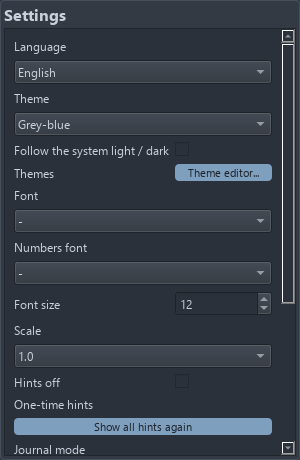 Settings
Language
English
Theme
Grey-blue
Follow the system light / dark
Themes
Theme editor...
Font
-
Numbers font
-
Font size
12
Scale
1.0
Hints off
One-time hints
Show all hints again
Journal mode